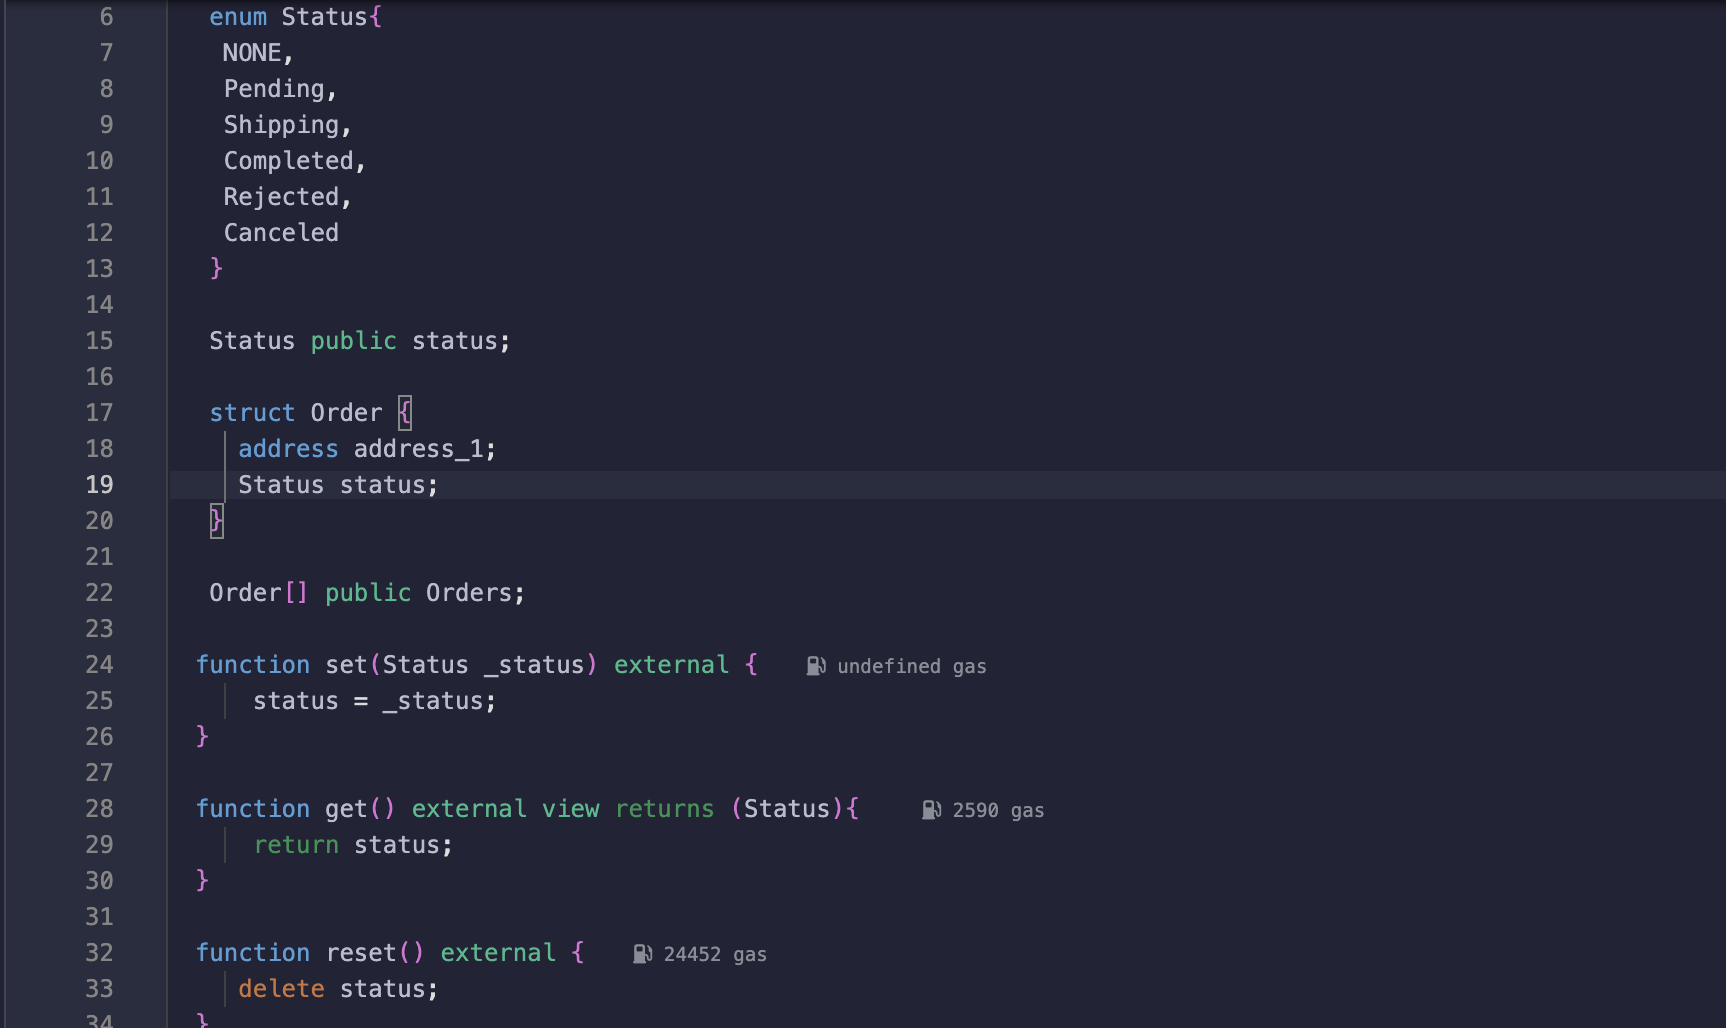 6 enum Status{
7 NONE,
8 Pending,
9 Shipping,
10 Completed,
11 Rejected,
12 Canceled
13 }
14
15 Status public status;
16
17 struct Order {
18 address address_1;
19 Status status;
20 }
21
22 Order[] public Orders;
23
24 function set(Status _status) external { undefined gas
25 status = _status;
26 }
27
28 function get() external view returns (Status){ 2590 gas
29 return status;
30 }
31
32 function reset() external { 24452 gas
33 delete status;
34 }